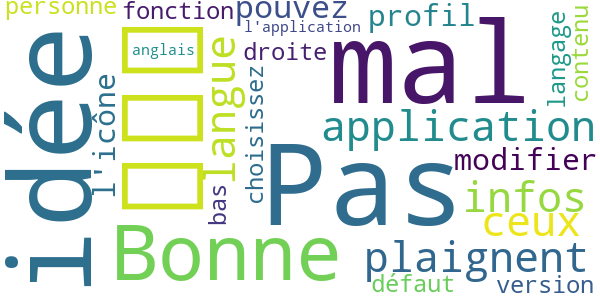 personne
fonction
pouvez
l'application
profil
droite
anglais
mal
langage
contenu
idée
l'icône
langue
choisissez
application
Pas
modifier
bas
infos
ceux
Bonne
plaignent
défaut
version